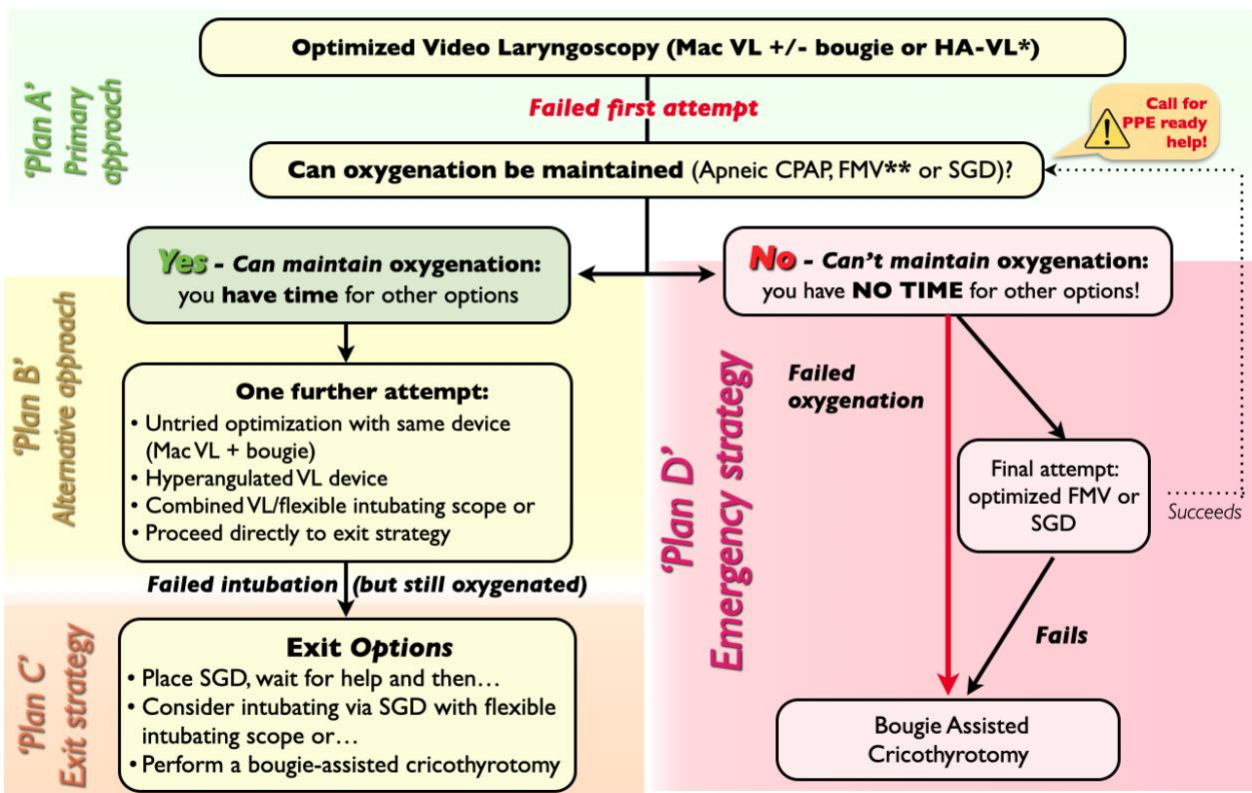 Optimized Video Laryngoscopy (Mac VL +/- bougie or HA-VL*)
'Plan A'
Primary
approach
Failed first attempt
Call for
PPE ready
help!
Can oxygenation be maintained (Apneic CPAP, FMV** or SGD)?
Yes - Can maintain oxygenation:
you have time for other options
No - Can't maintain oxygenation:
you have NO TIME for other options!
'Plan B'
Alternative approach
One further attempt:
• Untried optimization with same device
(Mac VL + bougie)
• Hyperangulated VL device
• Combined VL/flexible intubating scope or
• Proceed directly to exit strategy
Failed intubation (but still oxygenated)
'Plan C'
Exit strategy
Exit Options
• Place SGD, wait for help and then…
• Consider intubating via SGD with flexible
intubating scope or…
• Perform a bougie-assisted cricothyrotomy
'Plan D'
Emergency strategy
Failed
oxygenation
Final attempt:
optimized FMV or
SGD
Succeeds
Fails
Bougie Assisted
Cricothyrotomy